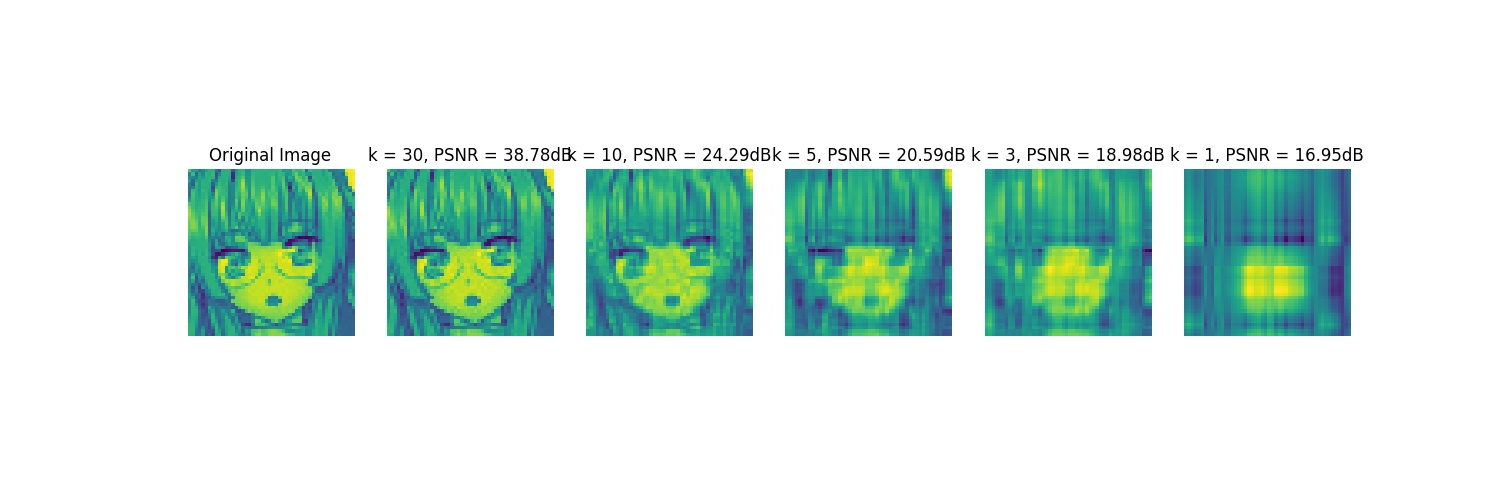 Original Image
k = 30, PSNR = 38.78dB
k = 10, PSNR = 24.29dB
k = 5, PSNR = 20.59dB
k = 3, PSNR = 18.98dB
k = 1, PSNR = 16.95dB